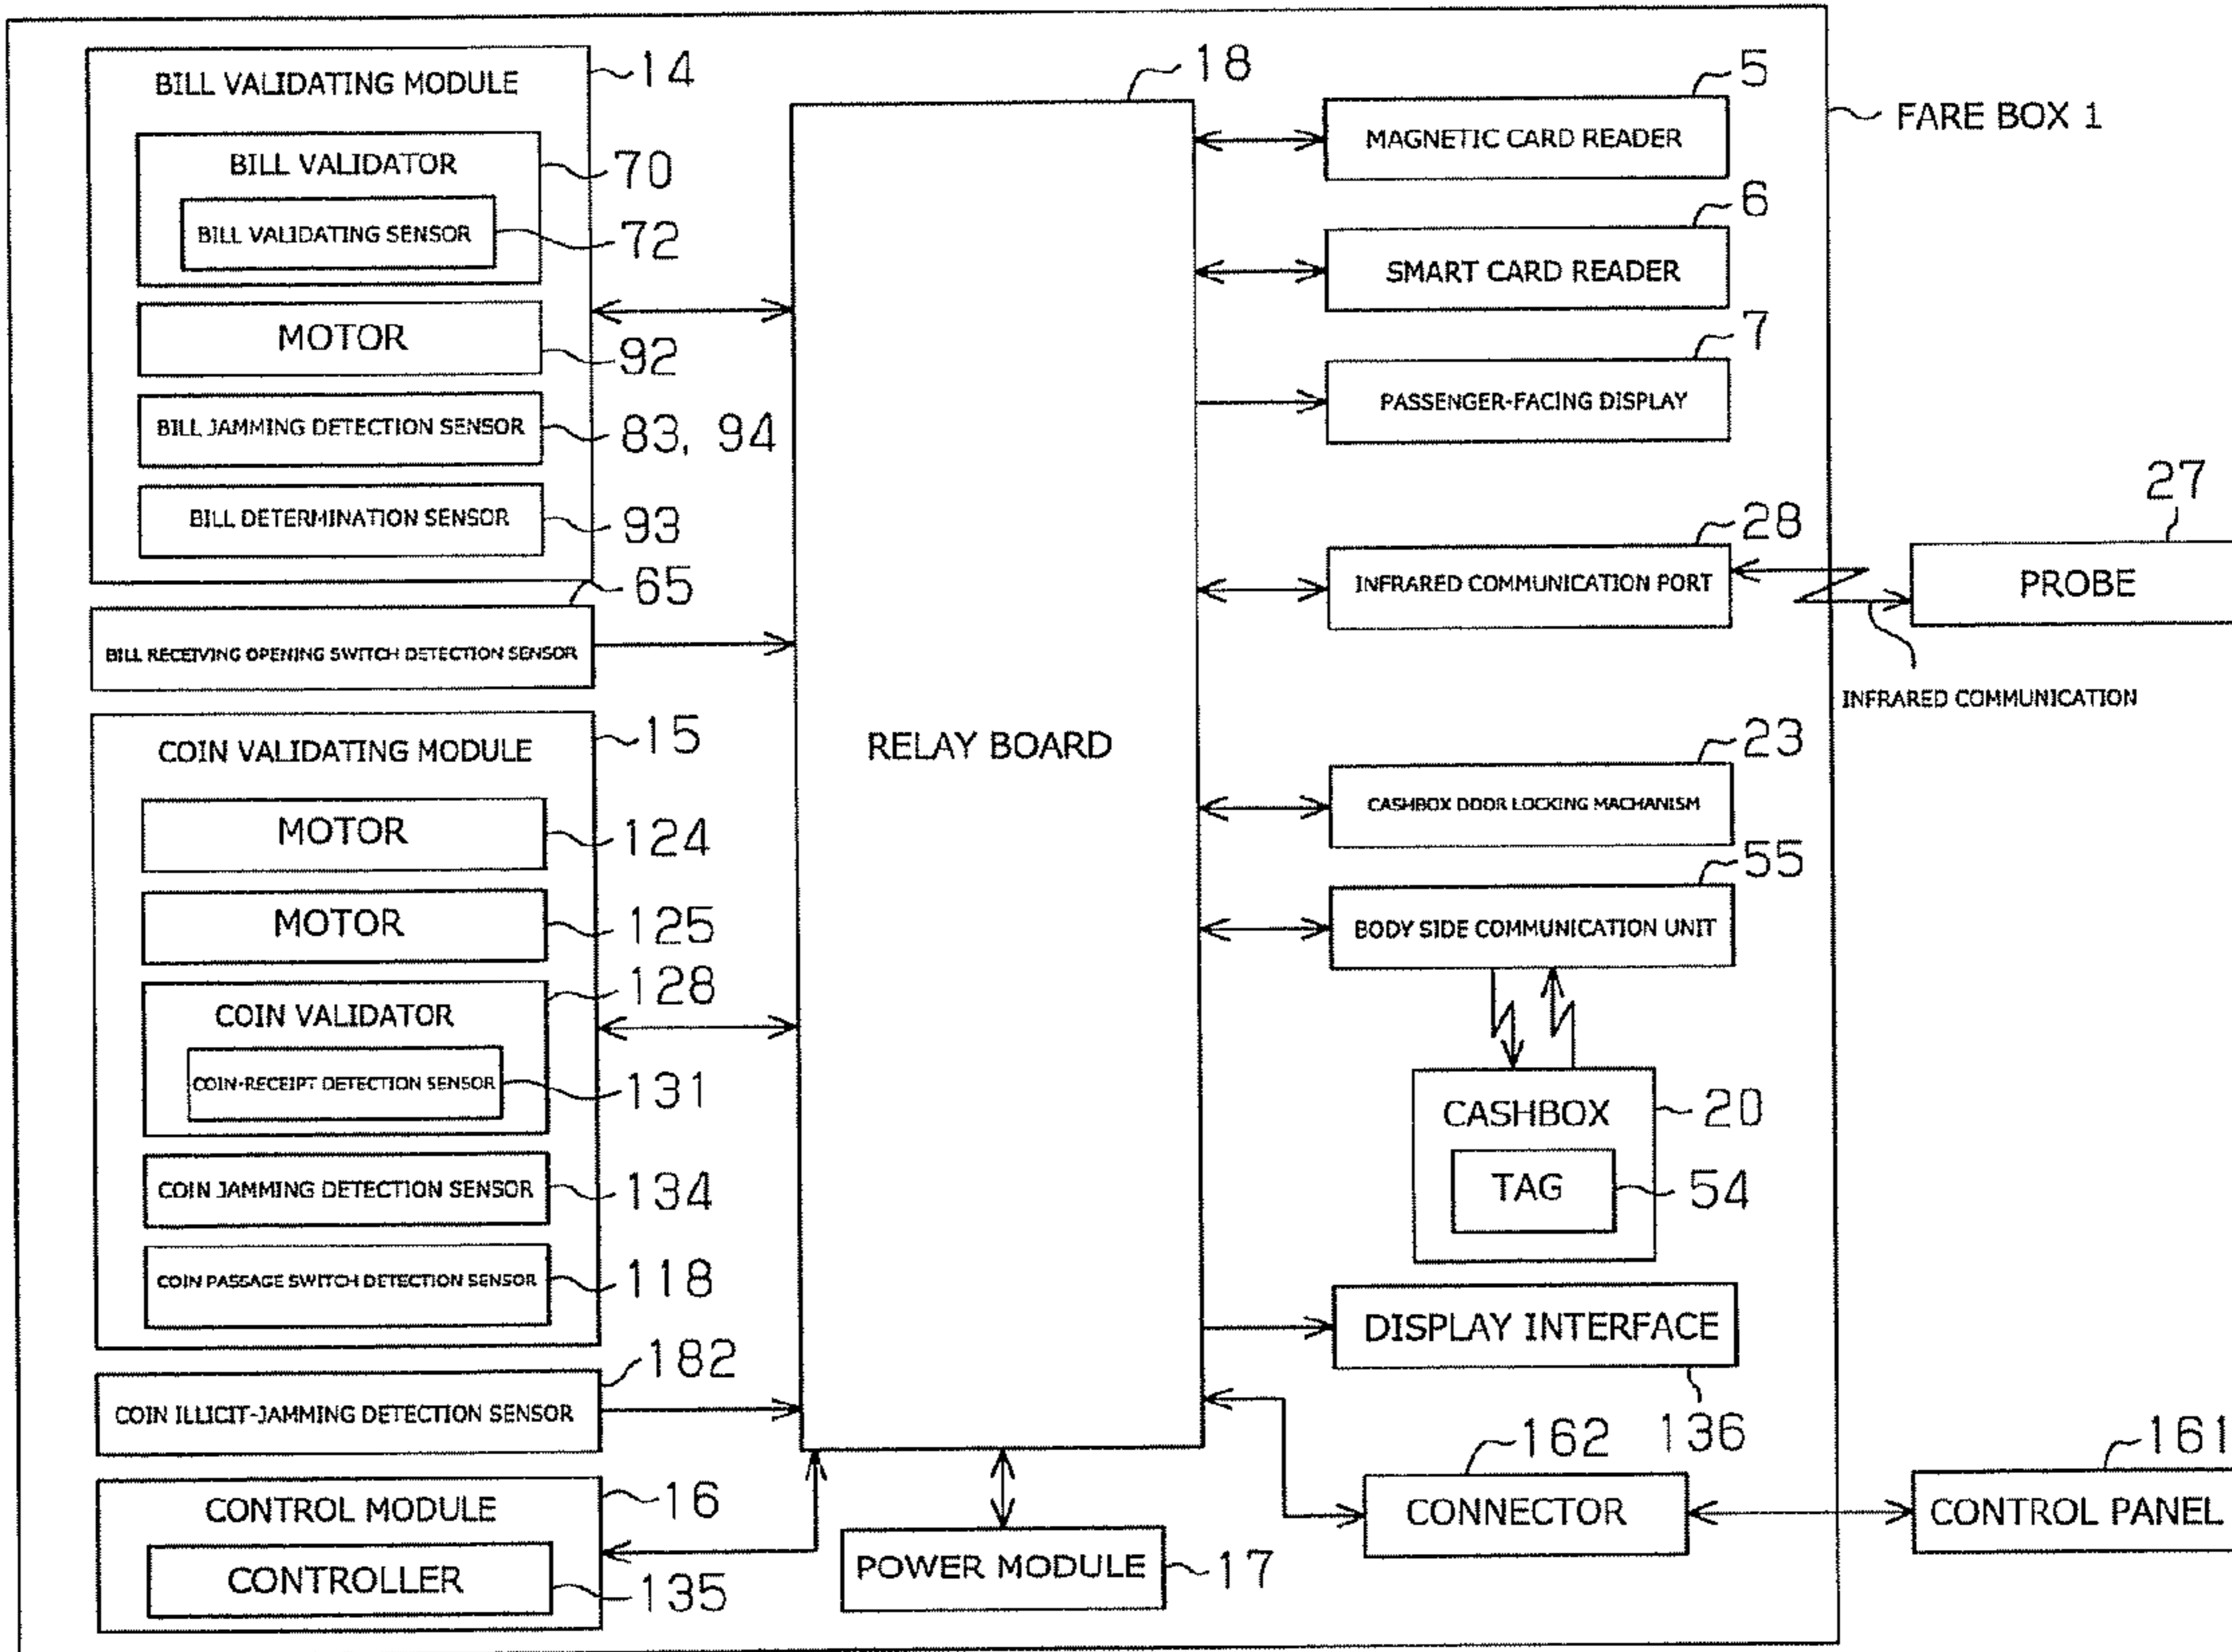 BILL VALIDATING MODULE
14
BILL VALIDATOR
70
BILL VALIDATING SENSOR
72
MOTOR
92
BILL JAMMING DETECTION SENSOR
83, 94
BILL DETERMINATION SENSOR
93
65
BILL RECEIVING OPENING SWITCH DETECTION SENSOR
COIN VALIDATING MODULE
15
MOTOR
124
MOTOR
125
128
COIN VALIDATOR
COIN-RECEIPT DETECTION SENSOR
131
COIN JAMMING DETECTION SENSOR
134
COIN PASSAGE SWITCH DETECTION SENSOR
118
182
COIN ILLICIT-JAMMING DETECTION SENSOR
CONTROL MODULE
16
CONTROLLER
135
18
RELAY BOARD
POWER MODULE
17
5
MAGNETIC CARD READER
6
SMART CARD READER
7
PASSENGER-FACING DISPLAY
28
INFRARED COMMUNICATION PORT
23
CASHBOX DOOR LOCKING MACHANISM
55
BODY SIDE COMMUNICATION UNIT
CASHBOX
20
TAG
54
DISPLAY INTERFACE
136
162
CONNECTOR
FARE BOX 1
27
PROBE
INFRARED COMMUNICATION
161
CONTROL PANEL